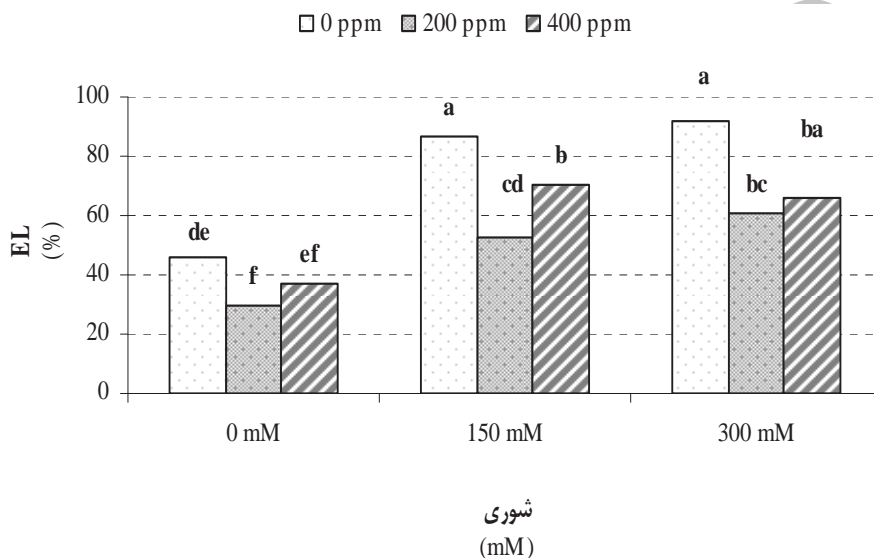 0 ppm 200 ppm 400 ppm
100
80
60
40
20
0
EL
(%)
de f ef
a cd b
a bc ba
0 mM 150 mM 300 mM
شوری
(mM)